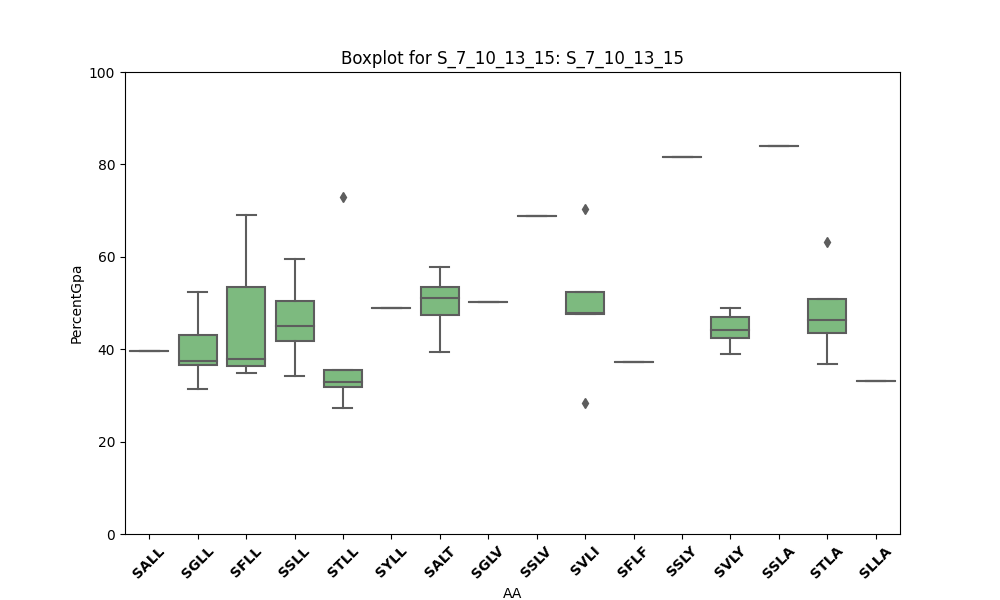 Boxplot for S_7_10_13_15: S_7_10_13_15
100
80
60
40
20
0
PercentGpa
SALL SGLL SFLL SSLL STLL SYLL SALT SGLV SSLV SVLI SFLF SSLY SVLY SSLA STLA SLLA
AA